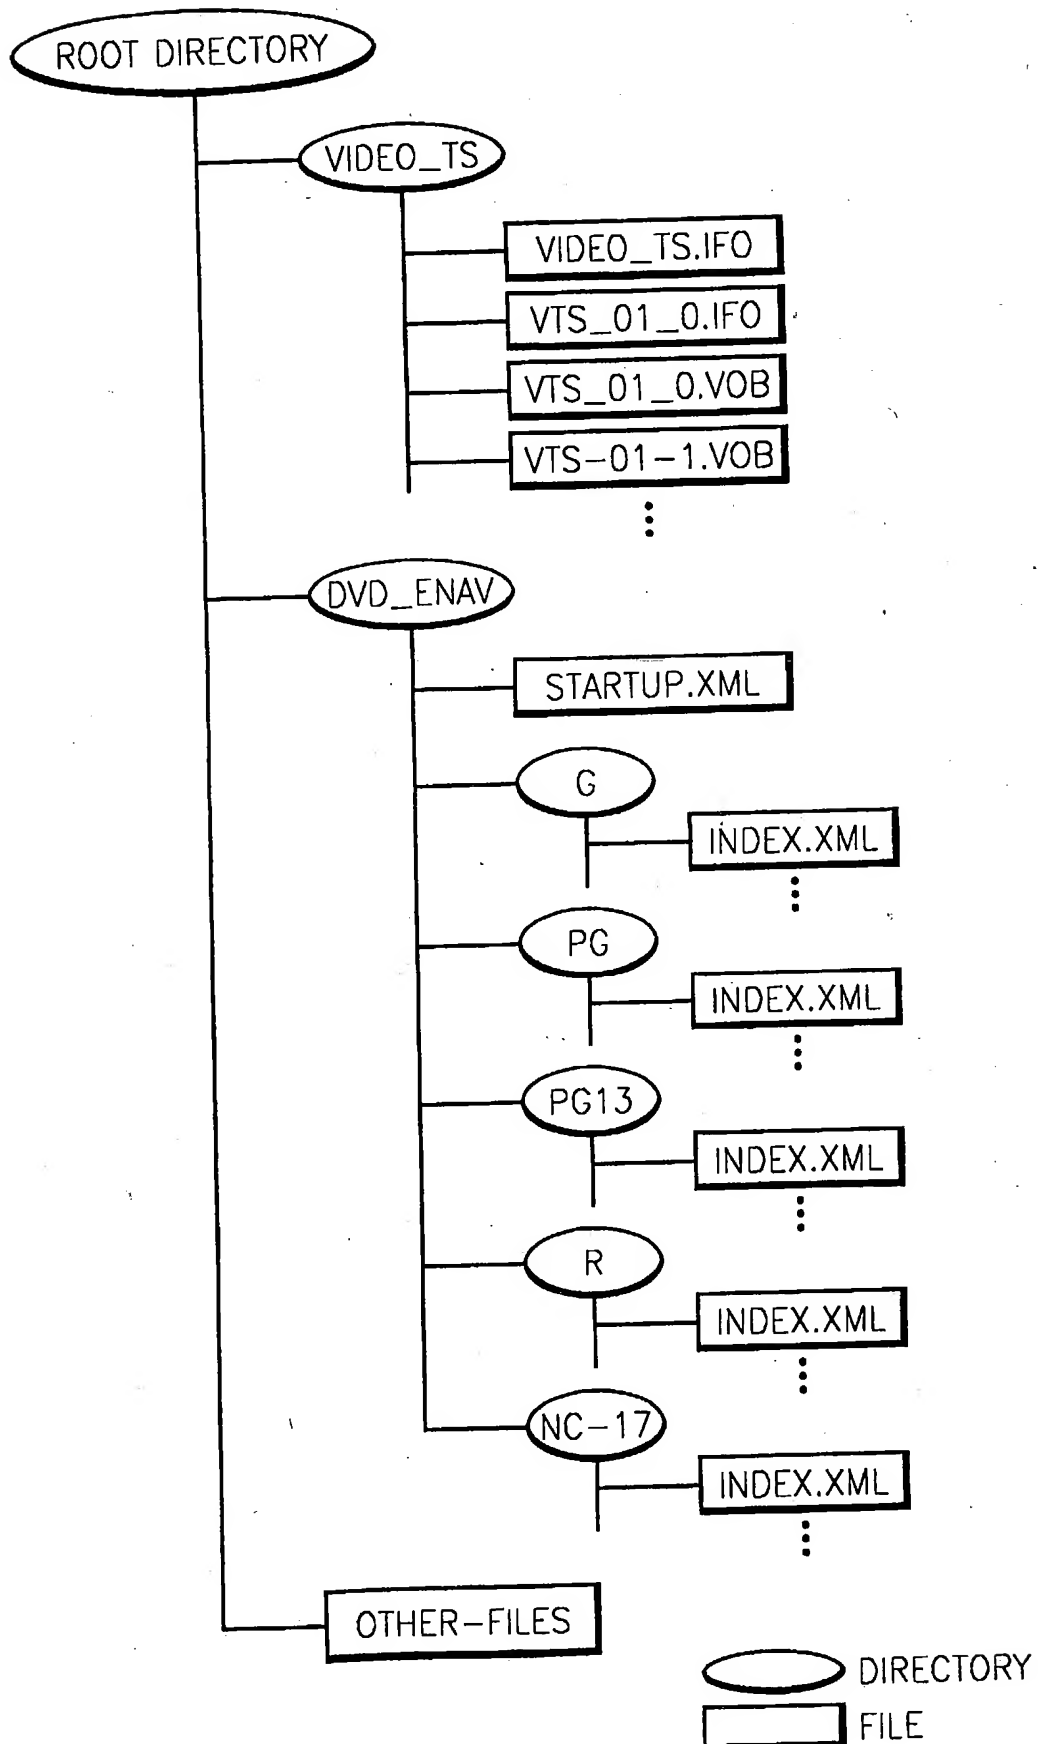 ROOT DIRECTORY
VIDEO_TS
VIDEO_TS.IFO
VTS_01_0.IFO
VTS_01_0.VOB
VTS-01-1.VOB
DVD_ENAV
STARTUP.XML
G
INDEX.XML
PG
INDEX.XML
PG13
INDEX.XML
R
INDEX.XML
NC-17
INDEX.XML
OTHER-FILES
DIRECTORY
FILE